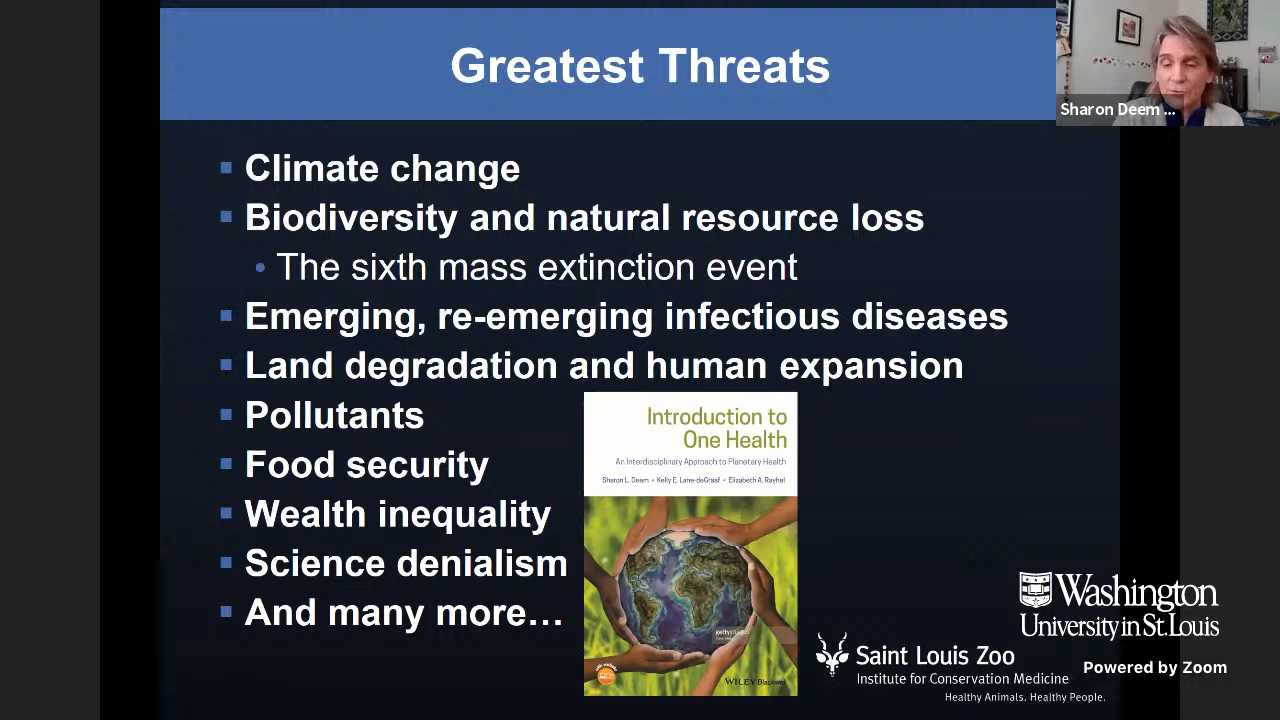 Greatest Threats
Sharon Deem ...
Climate change
Biodiversity and natural resource loss
The sixth mass extinction event
Emerging, re-emerging infectious diseases
Land degradation and human expansion
Pollutants
Food security
Wealth inequality
Science denialism
And many more…
Introduction to
One Health
An Interdisciplinary Approach to Planetary Health
Sharon L. Deem • Kelly E. Lane-deGraaf • Elizabeth A. Rayhel
gettyimages
WILEY Blackwell
Washington
University in St. Louis
Saint Louis Zoo
Institute for Conservation Medicine
Healthy Animals. Healthy People.
Powered by Zoom